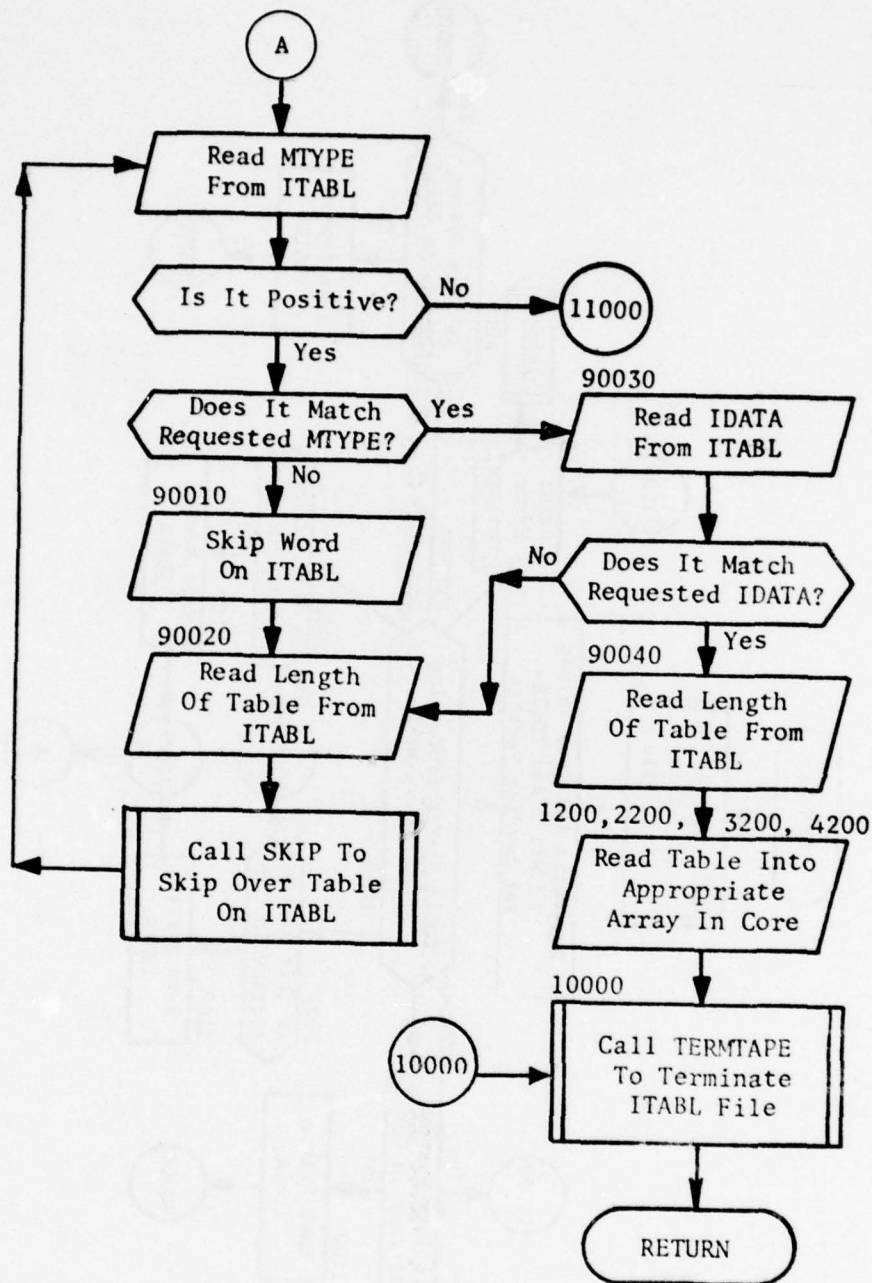 A
Read MTYPE
From ITABL
Is It Positive?
No
11000
Yes
Does It Match
Requested MTYPE?
Yes
90030
Read IDATA
From ITABL
No
90010
Skip Word
On ITABL
No
Does It Match
Requested IDATA?
Yes
90020
Read Length
Of Table From
ITABL
90040
Read Length
Of Table From
ITABL
1200,2200, 3200, 4200
Read Table Into
Appropriate
Array In Core
Call SKIP To
Skip Over Table
On ITABL
10000
10000
Call TERMTAPE
To Terminate
ITABL File
RETURN